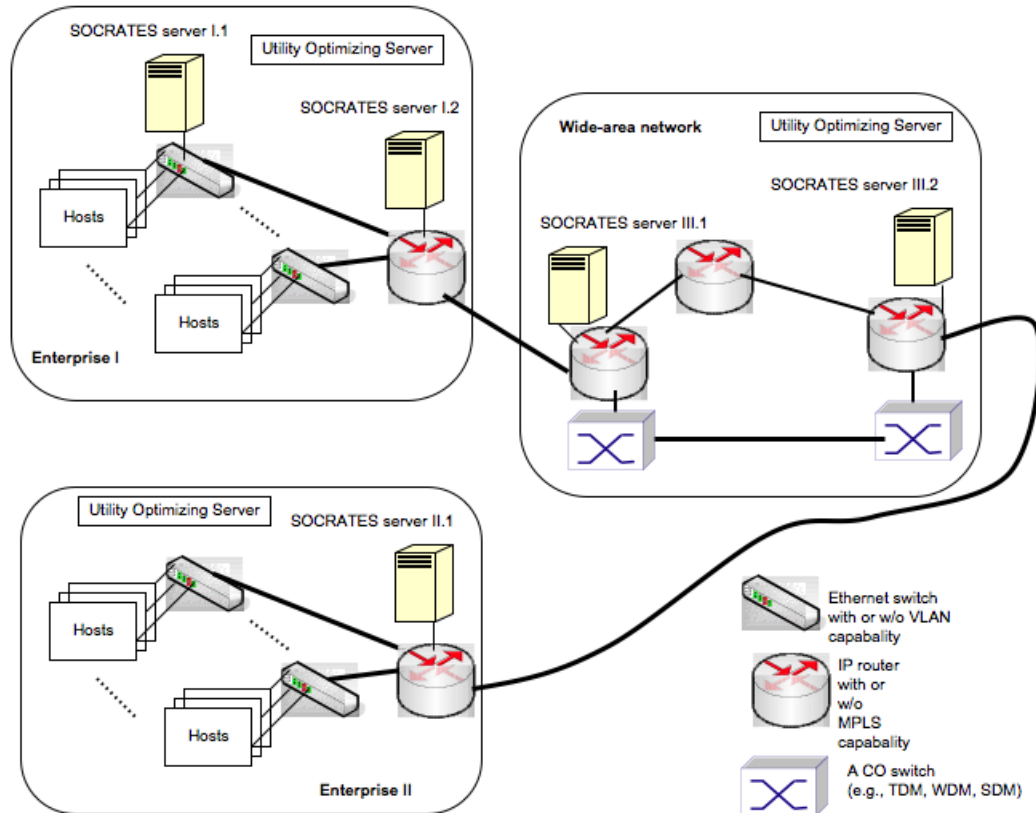 SOCRATES server I.1
Utility Optimizing Server
SOCRATES server I.2
Hosts
Hosts
Enterprise I
Wide-area network
Utility Optimizing Server
SOCRATES server III.2
SOCRATES server III.1
Utility Optimizing Server
SOCRATES server II.1
Hosts
Hosts
Enterprise II
Ethernet switch
with or w/o VLAN
capabality
IP router
with or
w/o
MPLS
capabality
A CO switch
(e.g., TDM, WDM, SDM)